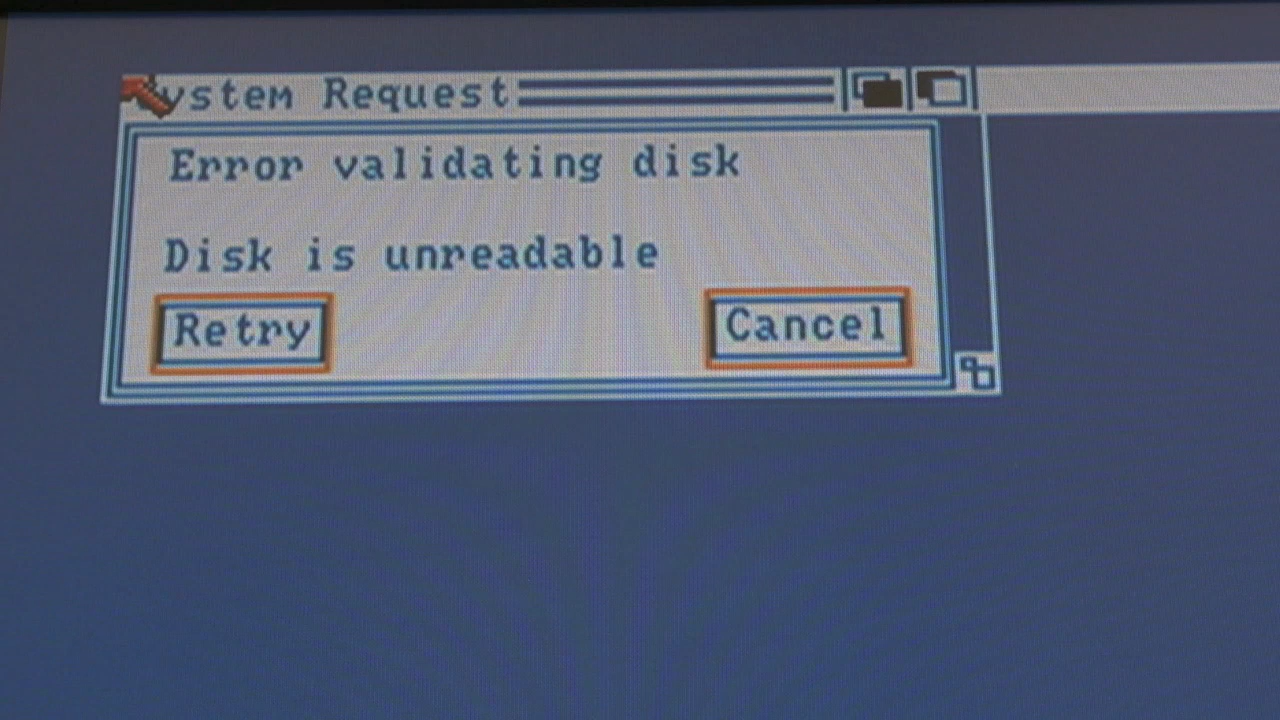 ystem Request
Error validating disk
Disk is unreadable
Retry
Cancel